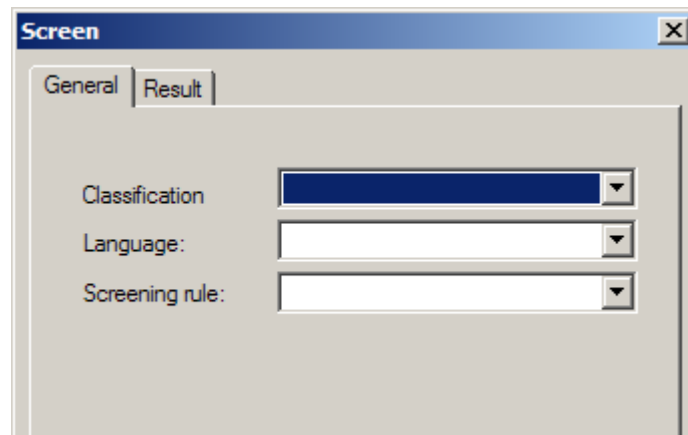 Screen
General Result
Classification
Language:
Screening rule: